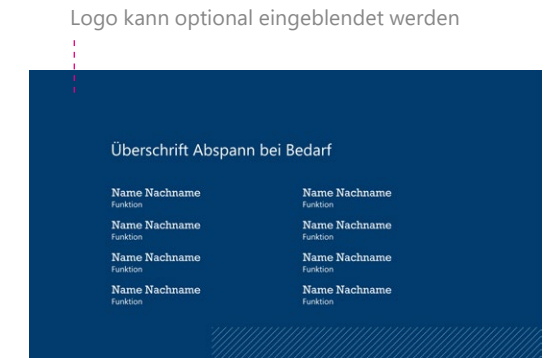 Logo kann optional eingeblendet werden
Überschrift Abspann bei Bedarf
Name Nachname
Funktion
Name Nachname
Funktion
Name Nachname
Funktion
Name Nachname
Funktion
Name Nachname
Funktion
Name Nachname
Funktion
Name Nachname
Funktion
Name Nachname
Funktion